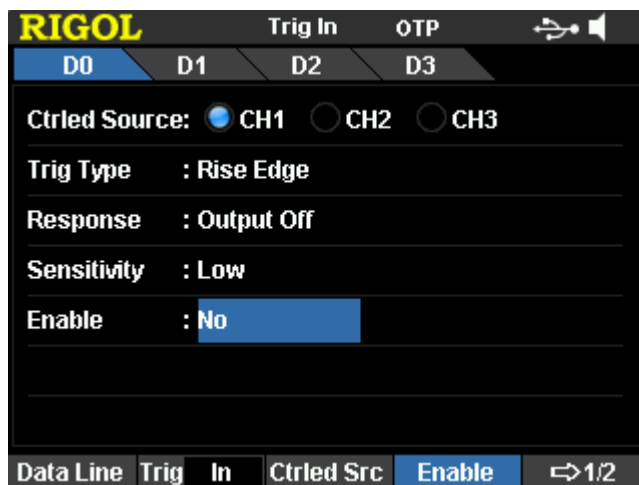 RIGOL Trig In OTP
D0 D1 D2 D3
Ctrled Source: CH1 CH2 CH3
Trig Type : Rise Edge
Response : Output Off
Sensitivity : Low
Enable : No
Data Line Trig In Ctrled Src Enable ⇨1/2